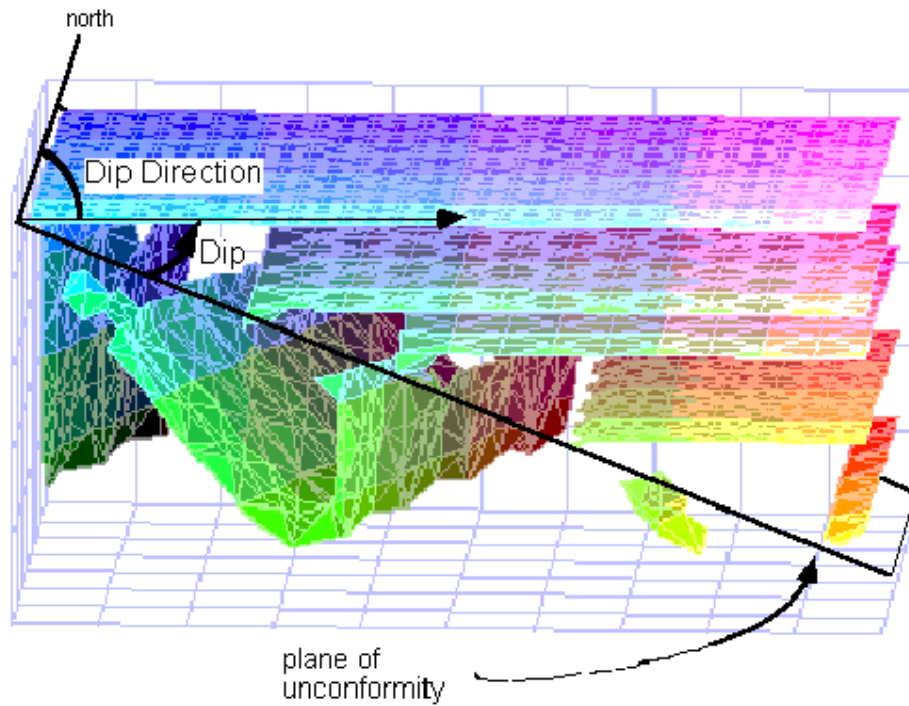 north
Dip Direction
Dip
plane of
unconformity